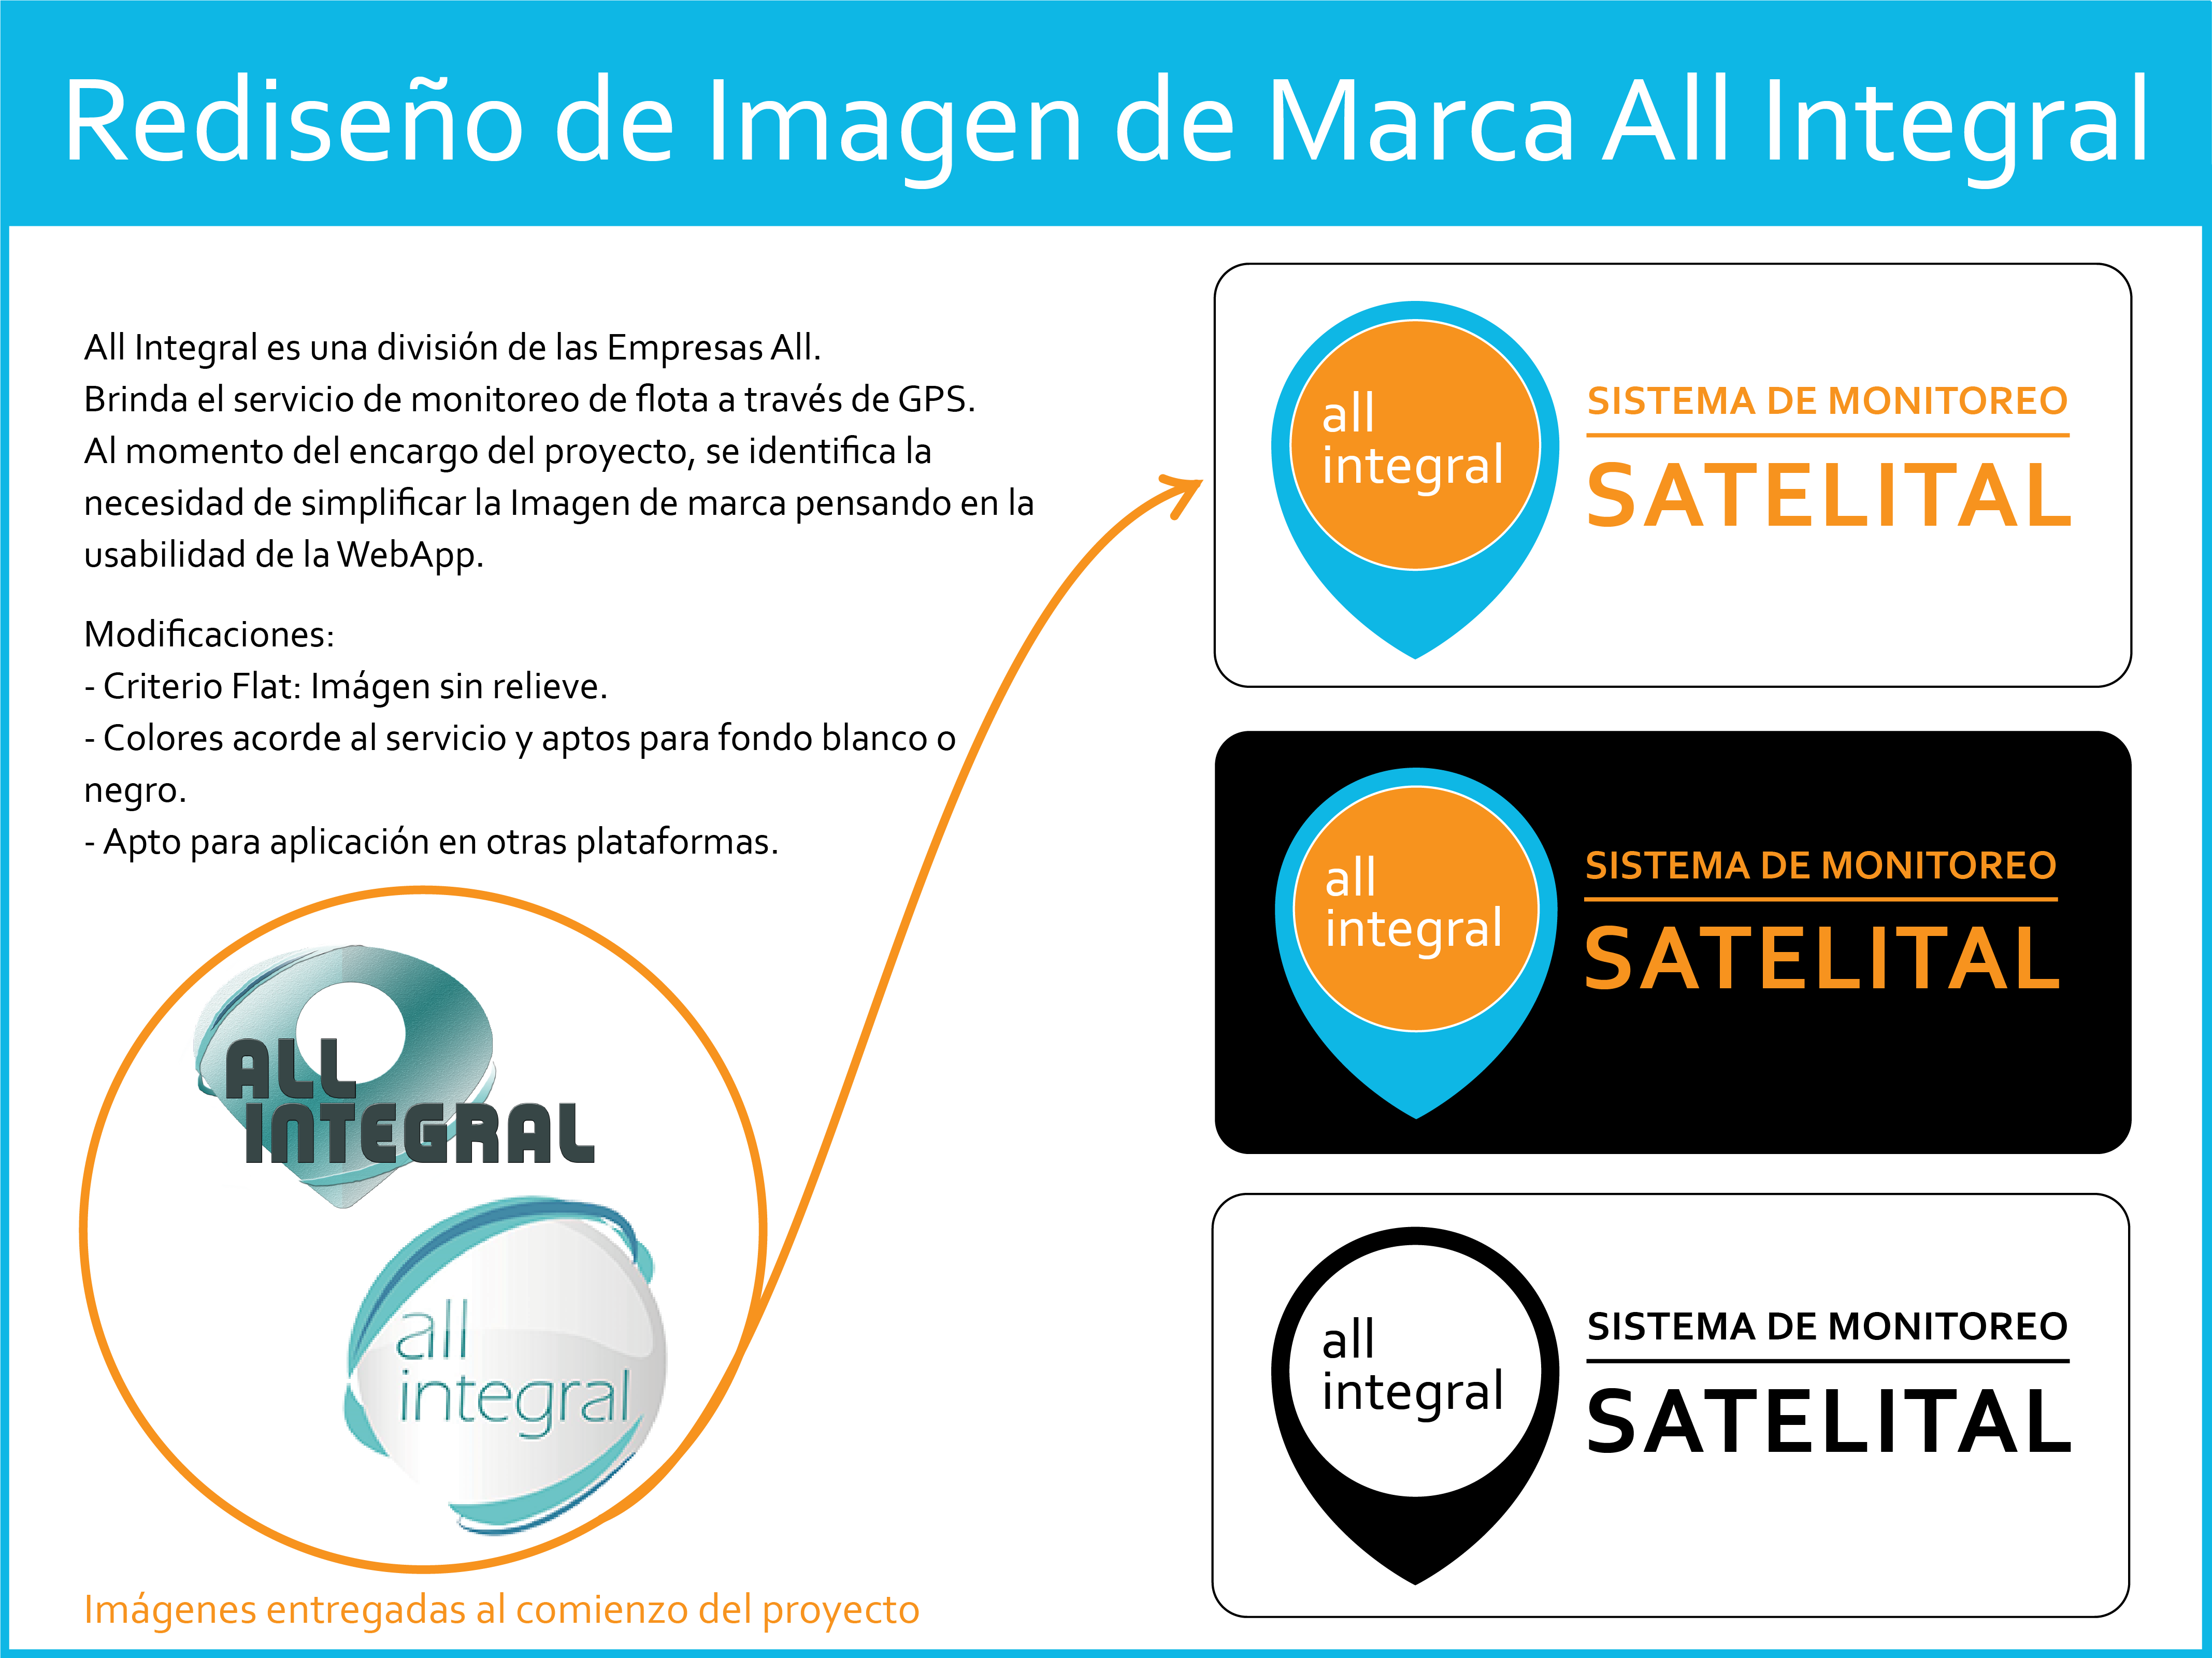 Rediseño de Imagen de Marca All Integral
All Integral es una división de las Empresas All.
Brinda el servicio de monitoreo de flota a través de GPS.
Al momento del encargo del proyecto, se identifica la
necesidad de simplificar la Imagen de marca pensando en la
usabilidad de la WebApp.
Modificaciones:
- Criterio Flat: Imágen sin relieve.
- Colores acorde al servicio y aptos para fondo blanco o
negro.
- Apto para aplicación en otras plataformas.
ALL
INTEGRAL
all
integral
Imágenes entregadas al comienzo del proyecto
all
integral
SISTEMA DE MONITOREO
SATELITAL
all
integral
SISTEMA DE MONITOREO
SATELITAL
all
integral
SISTEMA DE MONITOREO
SATELITAL